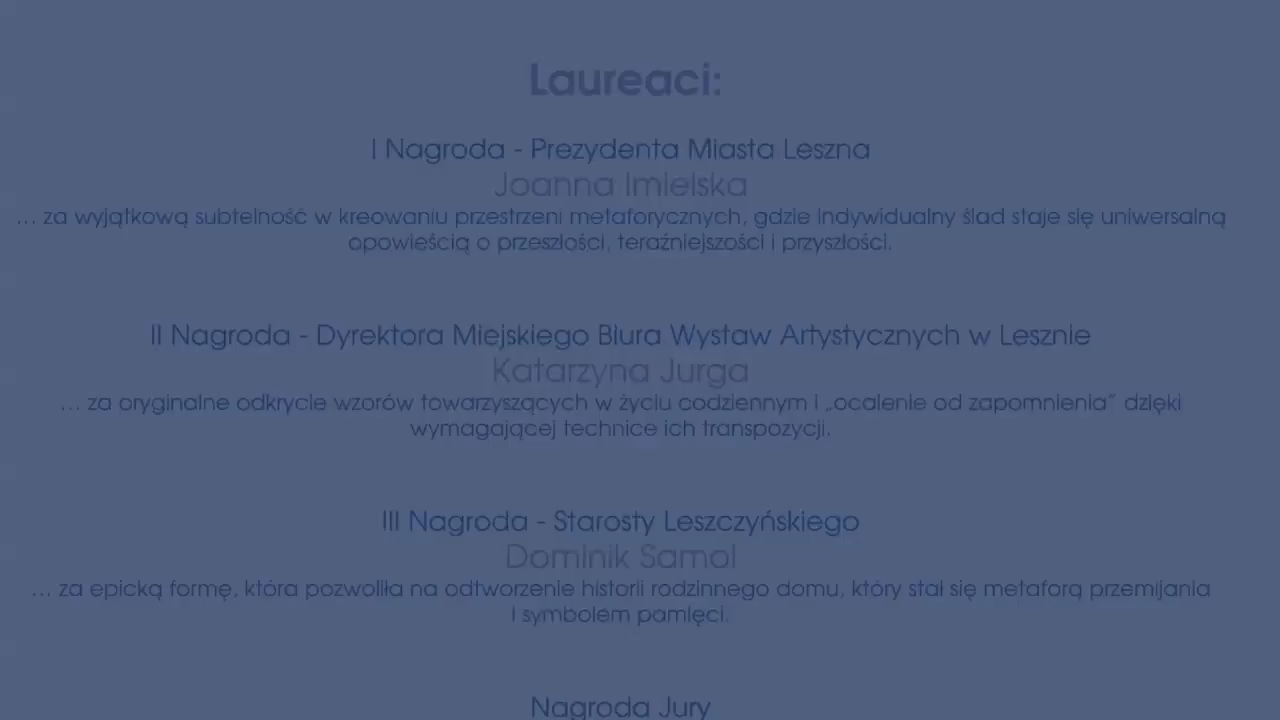 Laureaci:
I Nagroda - Prezydenta Miasta Leszna
Joanna Imielska
... za wyjątkową subtelność w kreowaniu przestrzeni metaforycznych, gdzie indywidualny ślad staje się uniwersalną
opowieścią o przeszłości, teraźniejszości i przyszłości.
II Nagroda - Dyrektora Miejskiego Biura Wystaw Artystycznych w Lesznie
Katarzyna Jurga
... za oryginalne odkrycie wzorów towarzyszących w życiu codziennym i „ocalenie od zapomnienia” dzięki
wymagającej technice ich transpozycji.
III Nagroda - Starosty Leszczyńskiego
Dominik Samol
... za epicką formę, która pozwoliła na odtworzenie historii rodzinnego domu, który stał się metaforą przemijania
i symbolem pamięci.
Nagroda Jury